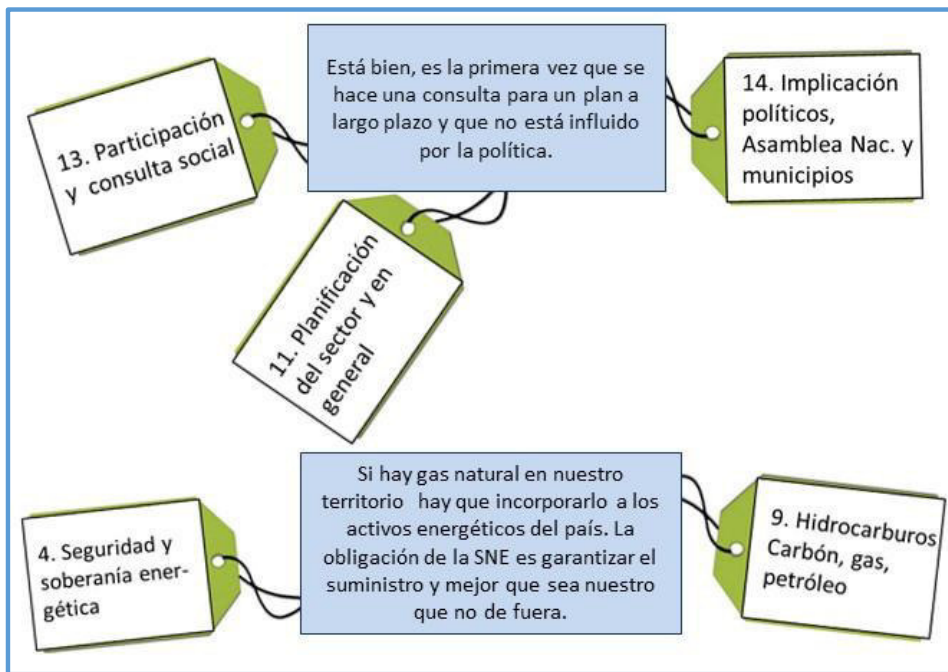 Está bien, es la primera vez que se
hace una consulta para un plan a
largo plazo y que no está influido
por la política.
13. Participación
y consulta social
14. Implicación
políticos,
Asamblea Nac. y
municipios
11. Planificación
del sector y en
general
Si hay gas natural en nuestro
territorio hay que incorporarlo a los
activos energéticos del país. La
obligación de la SNE es garantizar el
suministro y mejor que sea nuestro
que no de fuera.
4. Seguridad y
soberanía ener-
gética
9. Hidrocarburos
Carbón, gas,
petróleo